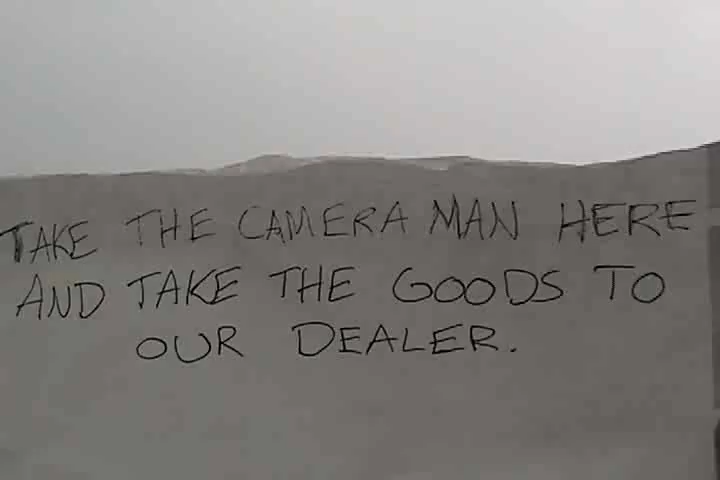 TAKE THE CAMERA MAN HERE
AND TAKE THE GOODS TO
OUR DEALER.